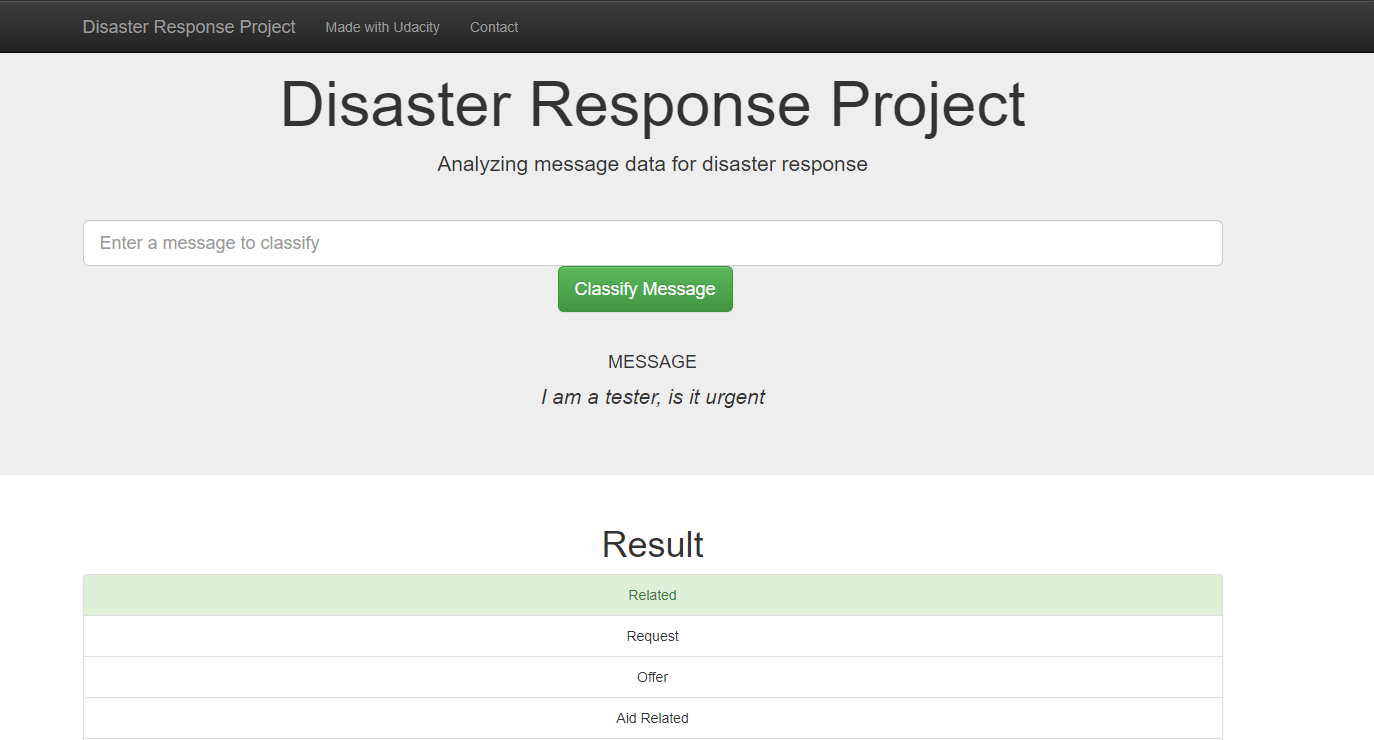 Disaster Response Project Made with Udacity Contact
Disaster Response Project
Analyzing message data for disaster response
Enter a message to classify
Classify Message
MESSAGE
I am a tester, is it urgent
Result
Related
Request
Offer
Aid Related